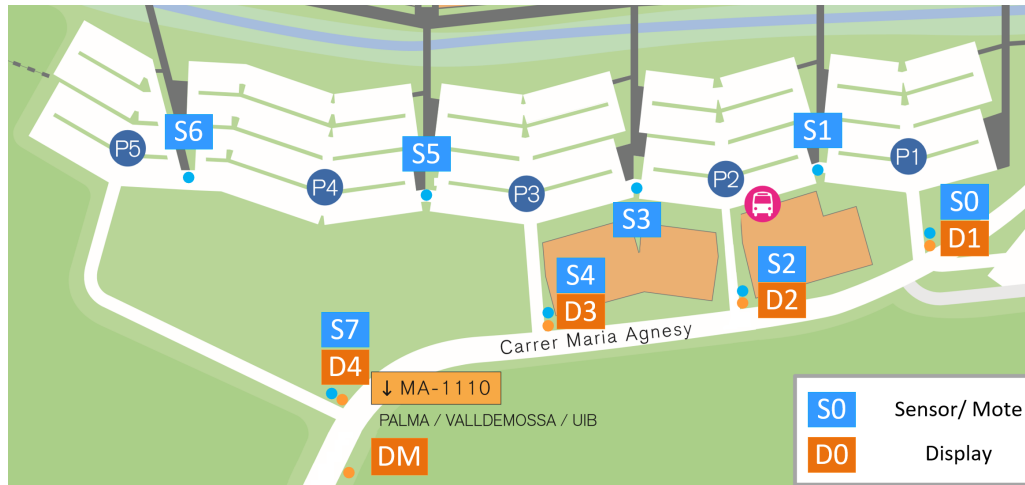 S6
S1
P5
S5
P1
P4
P3
P2
S0
S3
D1
S4
S2
D3
D2
Carrer Maria Agnesy
S7
D4
↓ MA-1110
PALMA / VALLDEMOSSA / UIB
DM
S0 Sensor/ Mote
D0 Display